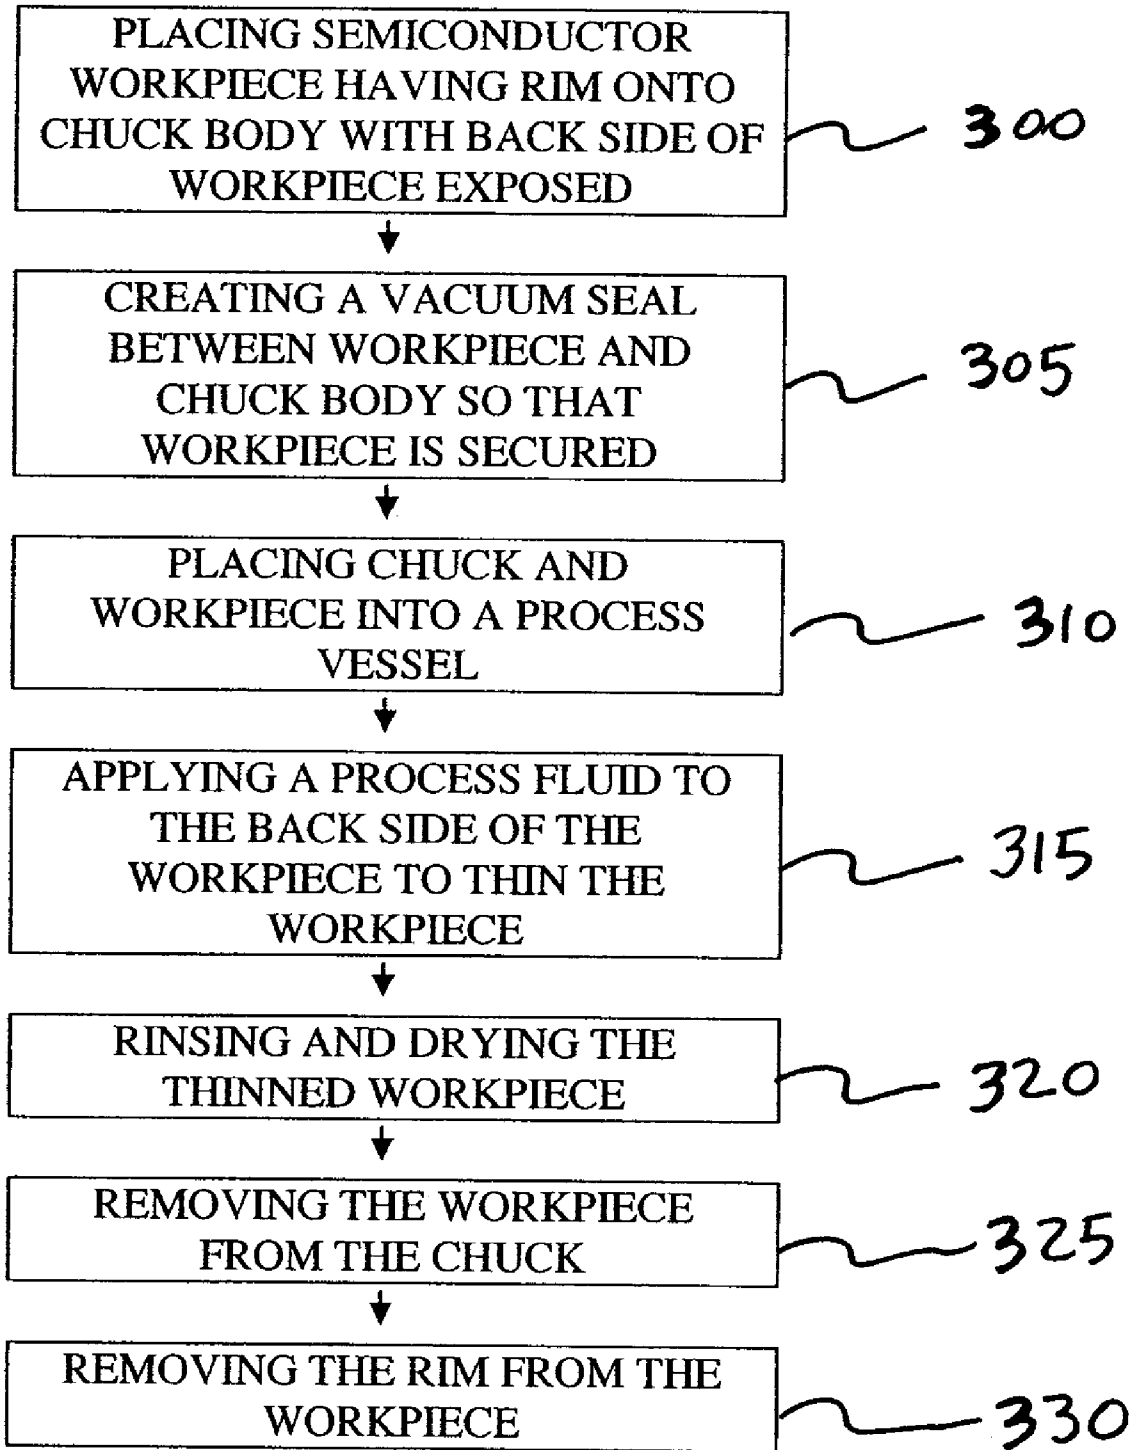 PLACING SEMICONDUCTOR
WORKPIECE HAVING RIM ONTO
CHUCK BODY WITH BACK SIDE OF
WORKPIECE EXPOSED
300
CREATING A VACUUM SEAL
BETWEEN WORKPIECE AND
CHUCK BODY SO THAT
WORKPIECE IS SECURED
305
PLACING CHUCK AND
WORKPIECE INTO A PROCESS
VESSEL
310
APPLYING A PROCESS FLUID TO
THE BACK SIDE OF THE
WORKPIECE TO THIN THE
WORKPIECE
315
RINSING AND DRYING THE
THINNED WORKPIECE
320
REMOVING THE WORKPIECE
FROM THE CHUCK
325
REMOVING THE RIM FROM THE
WORKPIECE
330